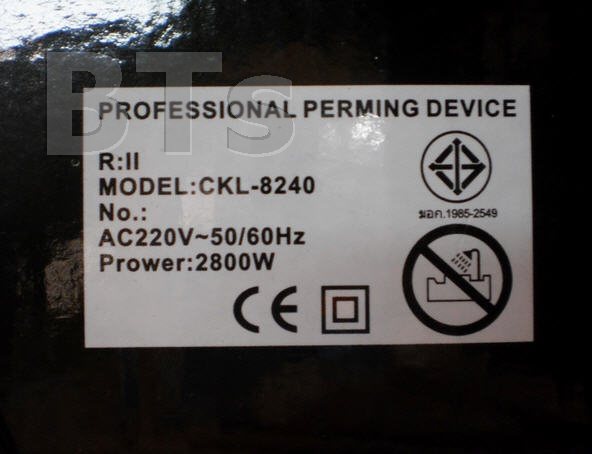 BTs
PROFESSIONAL PERMING DEVICE
R:II
MODEL:CKL-8240
No.:
AC220V~50/60Hz
Prower:2800W
มอก.1985-2549
CE